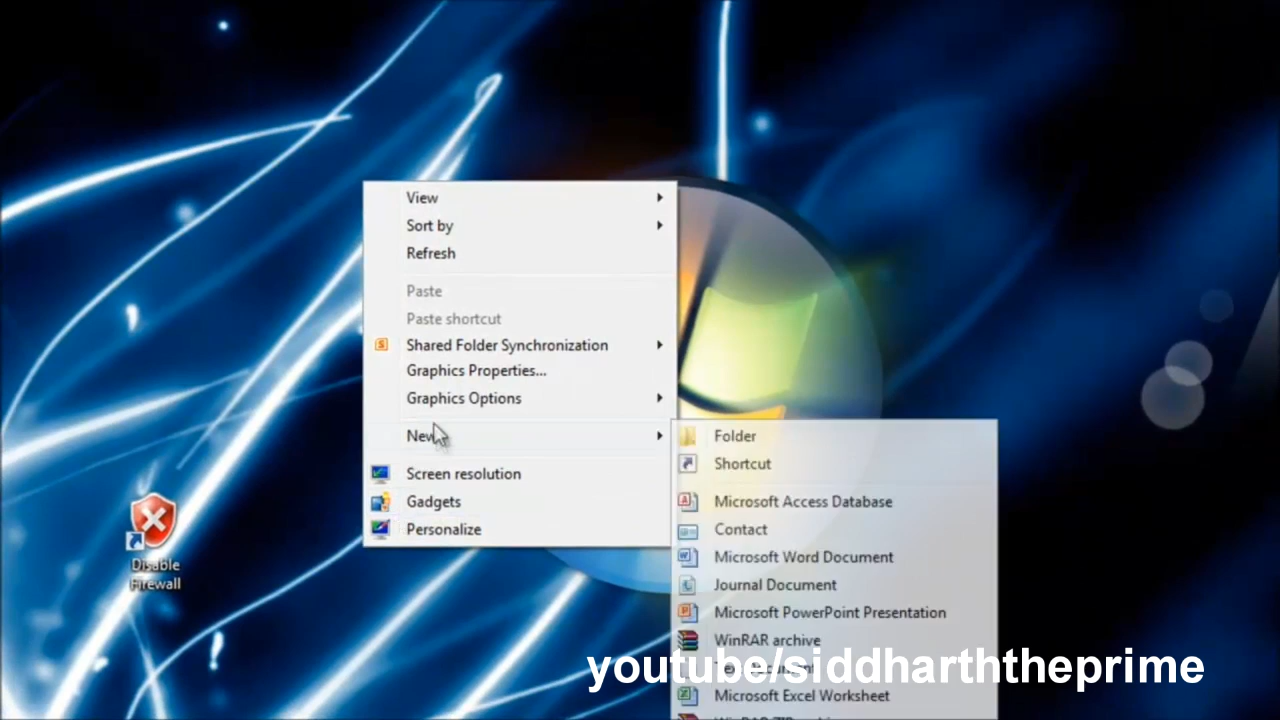 View
Sort by
Refresh
Paste
Paste shortcut
Shared Folder Synchronization
Graphics Properties...
Graphics Options
New
Screen resolution
Gadgets
Personalize
Folder
Shortcut
Microsoft Access Database
Contact
Microsoft Word Document
Journal Document
Microsoft PowerPoint Presentation
WinRAR archive
Microsoft Excel Worksheet
Disable
Firewall
youtube/siddharththeprime